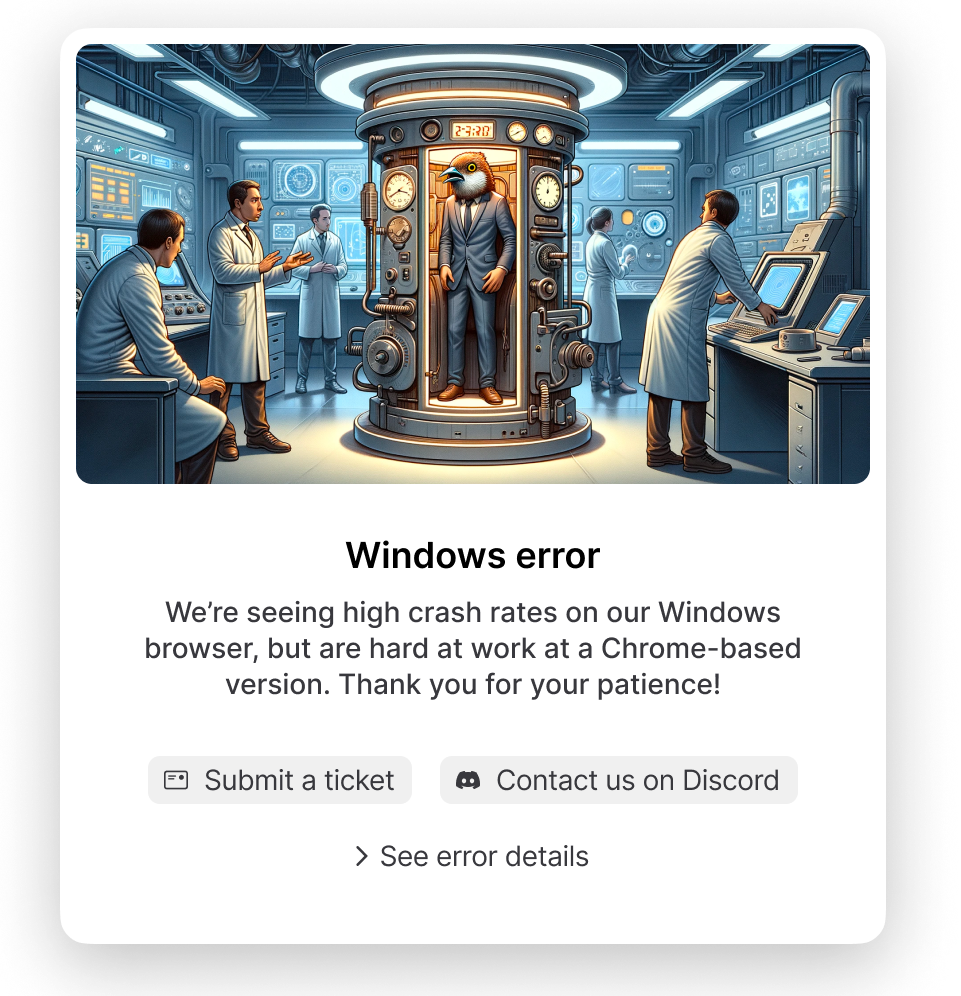 Windows error
We’re seeing high crash rates on our Windows
browser, but are hard at work at a Chrome-based
version. Thank you for your patience!
Submit a ticket
Contact us on Discord
See error details